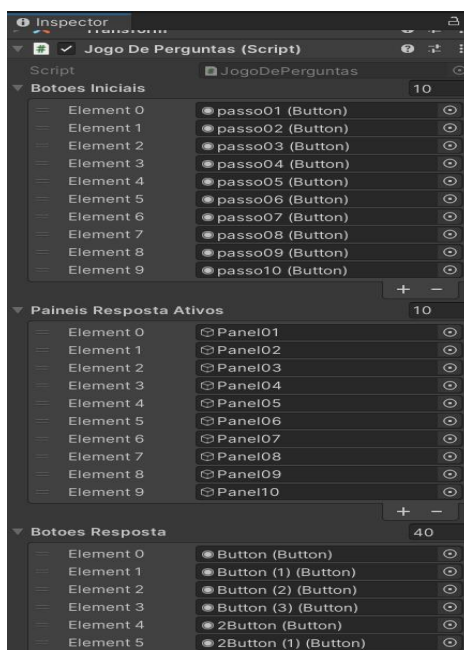 Inspector
Transform
# Jogo De Perguntas (Script)
Script JogoDePerguntas
Botoes Iniciais 10
Element 0 passo01 (Button)
Element 1 passo02 (Button)
Element 2 passo03 (Button)
Element 3 passo04 (Button)
Element 4 passo05 (Button)
Element 5 passo06 (Button)
Element 6 passo07 (Button)
Element 7 passo08 (Button)
Element 8 passo09 (Button)
Element 9 passo10 (Button)
+ −
Paineis Resposta Ativos 10
Element 0 Panel01
Element 1 Panel02
Element 2 Panel03
Element 3 Panel04
Element 4 Panel05
Element 5 Panel06
Element 6 Panel07
Element 7 Panel08
Element 8 Panel09
Element 9 Panel10
+ −
Botoes Resposta 40
Element 0 Button (Button)
Element 1 Button (1) (Button)
Element 2 Button (2) (Button)
Element 3 Button (3) (Button)
Element 4 2Button (Button)
Element 5 2Button (1) (Button)